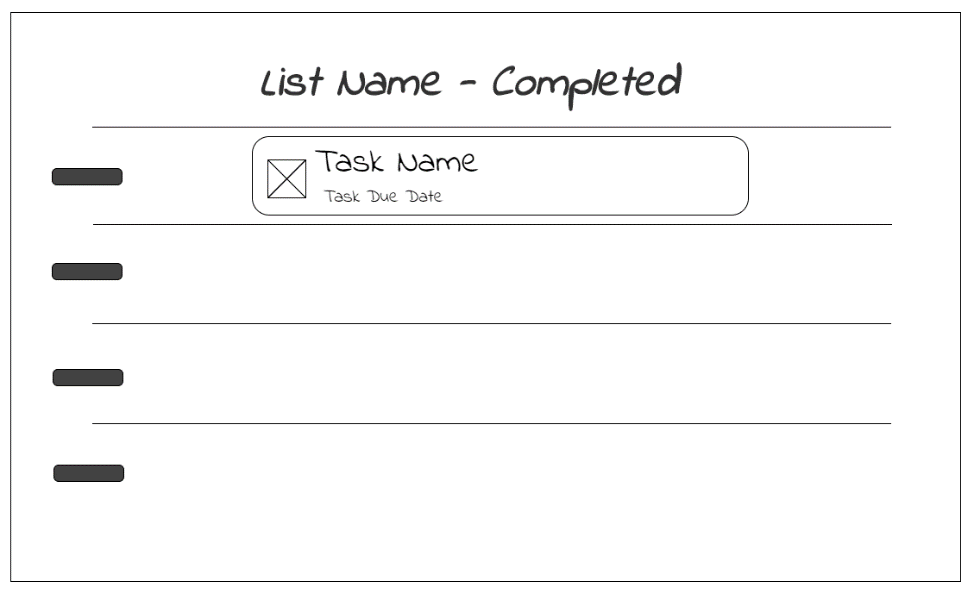 List Name - Completed
Task Name
Task Due Date